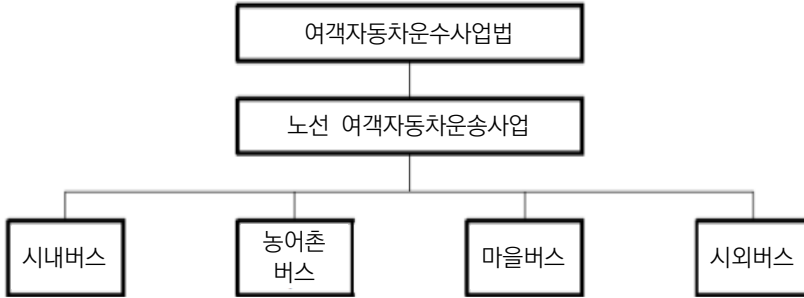 여객자동차운수사업법
노선 여객자동차운송사업
시내버스
농어촌
버스
마을버스
시외버스